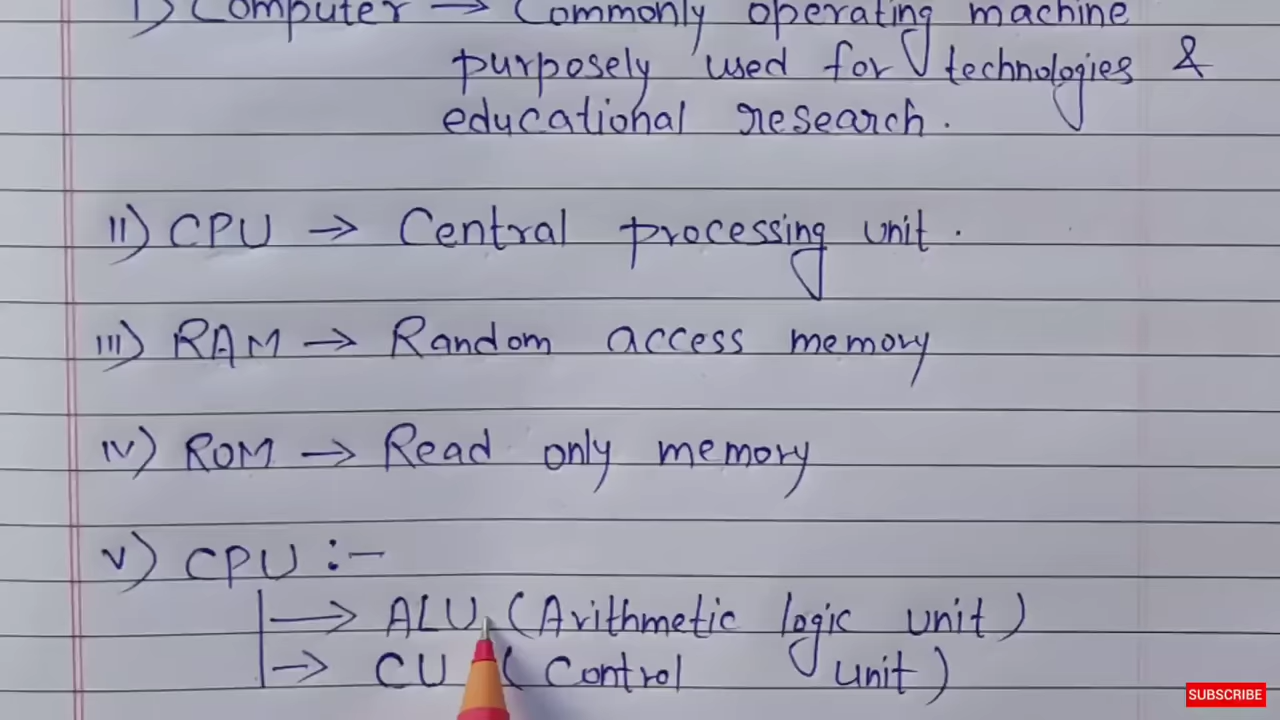 1) Computer → Commonly operating machine
purposely used for technologies &
educational research.
II) CPU → Central processing unit.
III) RAM → Random access memory
IV) ROM → Read only memory
V) CPU :-
→ ALU (Arithmetic logic unit)
→ CU (Control unit)
SUBSCRIBE